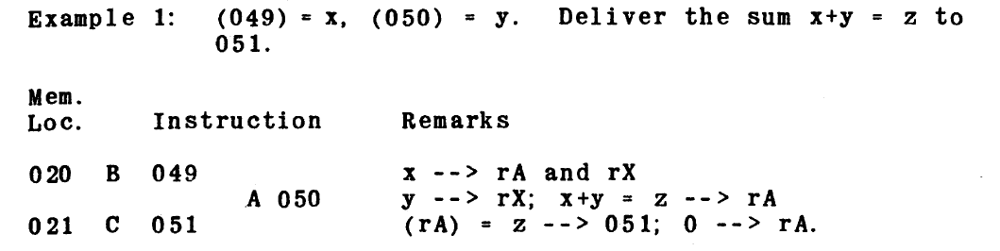 Example 1: (049) = x, (050) = y. Deliver the sum x+y = z to
051.
Mem.
Loc. Instruction Remarks
020 B 049 x --> rA and rX
A 050 y --> rX; x+y = z --> rA
021 C 051 (rA) = z --> 051; 0 --> rA.